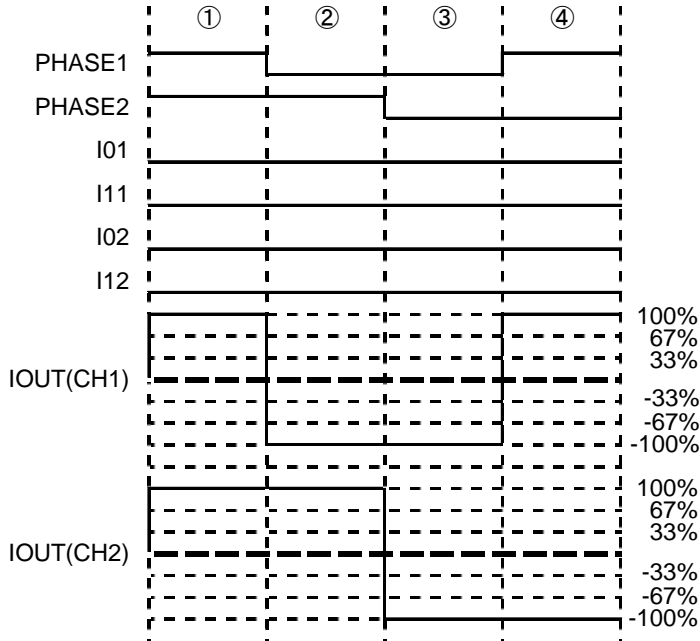 ① ② ③ ④
PHASE1
PHASE2
I01
I11
I02
I12
IOUT(CH1)
100%
67%
33%
-33%
-67%
-100%
IOUT(CH2)
100%
67%
33%
-33%
-67%
-100%